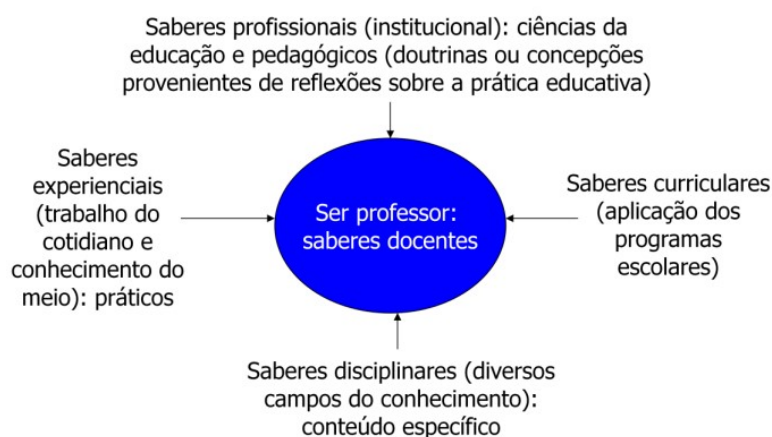 Saberes profissionais (institucional): ciências da
educação e pedagógicos (doutrinas ou concepções
provenientes de reflexões sobre a prática educativa)
Saberes
experienciais
(trabalho do
cotidiano e
conhecimento do
meio): práticos
Ser professor:
saberes docentes
Saberes curriculares
(aplicação dos
programas
escolares)
Saberes disciplinares (diversos
campos do conhecimento):
conteúdo específico